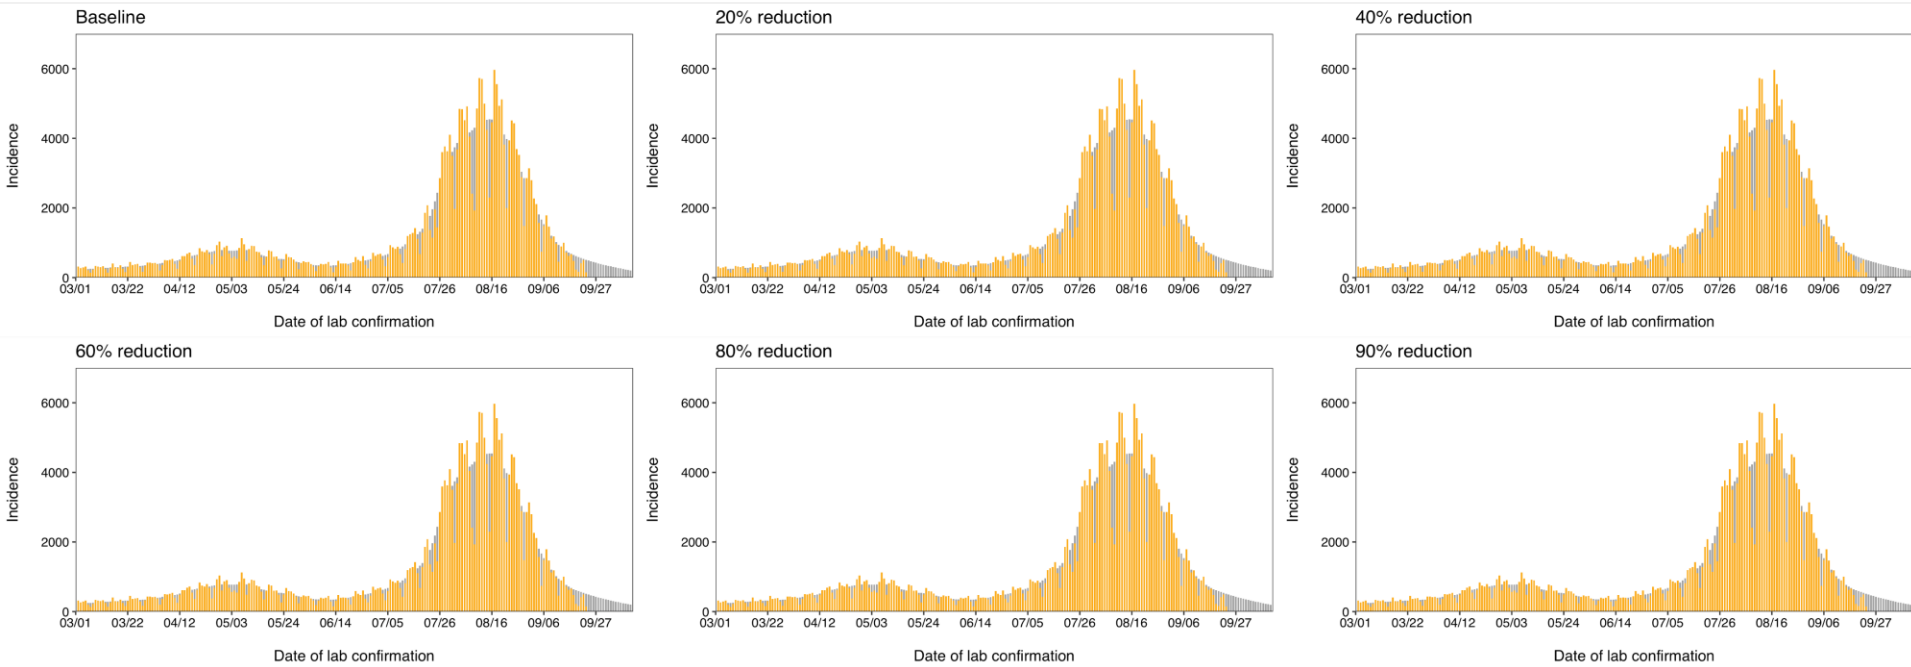 Baseline
Incidence
6000
4000
2000
0
03/01 03/22 04/12 05/03 05/24 06/14 07/05 07/26 08/16 09/06 09/27
Date of lab confirmation
20% reduction
Incidence
6000
4000
2000
0
03/01 03/22 04/12 05/03 05/24 06/14 07/05 07/26 08/16 09/06 09/27
Date of lab confirmation
40% reduction
Incidence
6000
4000
2000
0
03/01 03/22 04/12 05/03 05/24 06/14 07/05 07/26 08/16 09/06 09/27
Date of lab confirmation
60% reduction
Incidence
6000
4000
2000
0
03/01 03/22 04/12 05/03 05/24 06/14 07/05 07/26 08/16 09/06 09/27
Date of lab confirmation
80% reduction
Incidence
6000
4000
2000
0
03/01 03/22 04/12 05/03 05/24 06/14 07/05 07/26 08/16 09/06 09/27
Date of lab confirmation
90% reduction
Incidence
6000
4000
2000
0
03/01 03/22 04/12 05/03 05/24 06/14 07/05 07/26 08/16 09/06 09/27
Date of lab confirmation